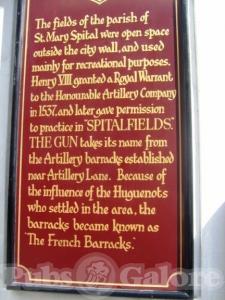 The fields of the parish of
St. Mary Spital were open space
outside the city wall, and used
mainly for recreational purposes.
Henry VIII granted a Royal Warrant
to the Honourable Artillery Company
in 1537, and later gave permission
to practice in "SPITALFIELDS."
THE GUN takes its name from
the Artillery barracks established
near Artillery Lane. Because of
the influence of the Huguenots
who settled in the area, the
barracks became known as
"The French Barracks."
Pubs Galore